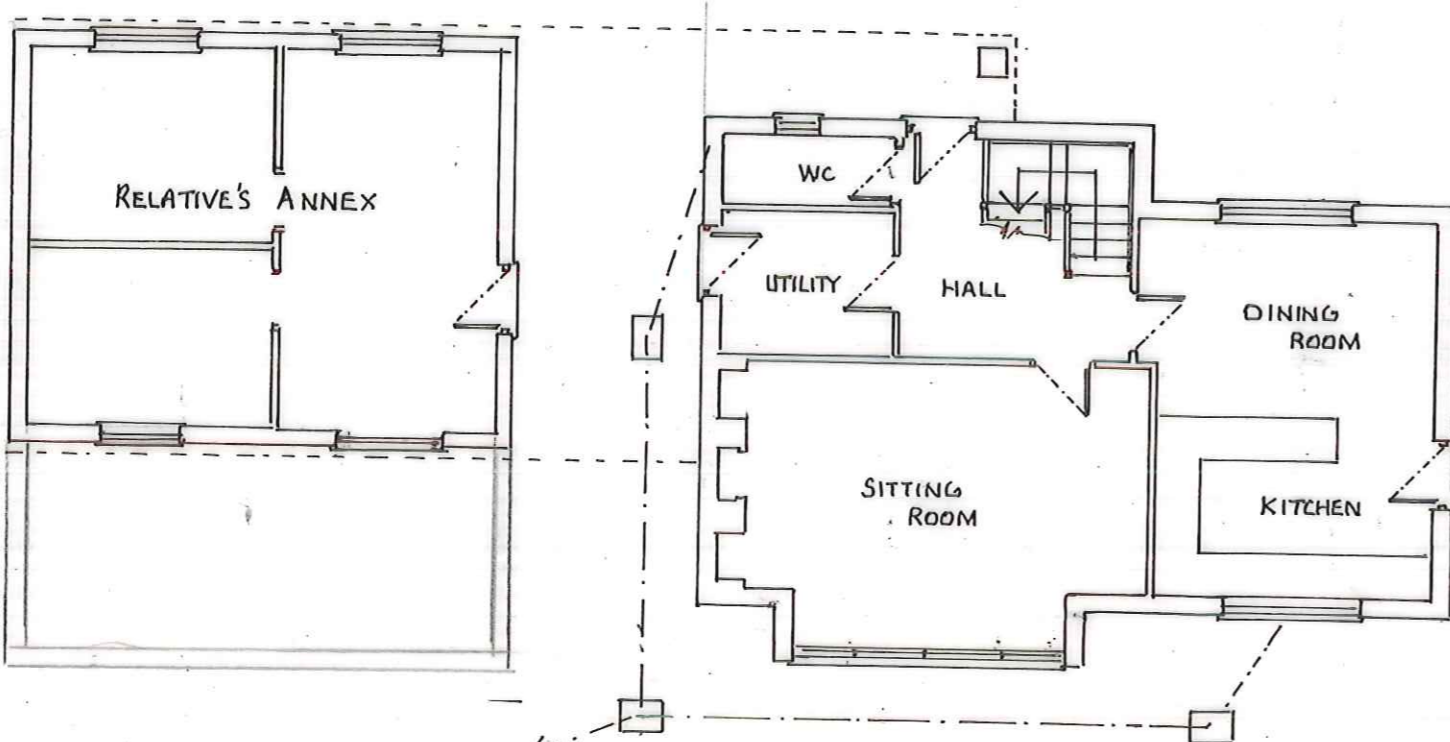 RELATIVE'S ANNEX
WC
UTILITY
HALL
DINING
ROOM
SITTING
ROOM
KITCHEN